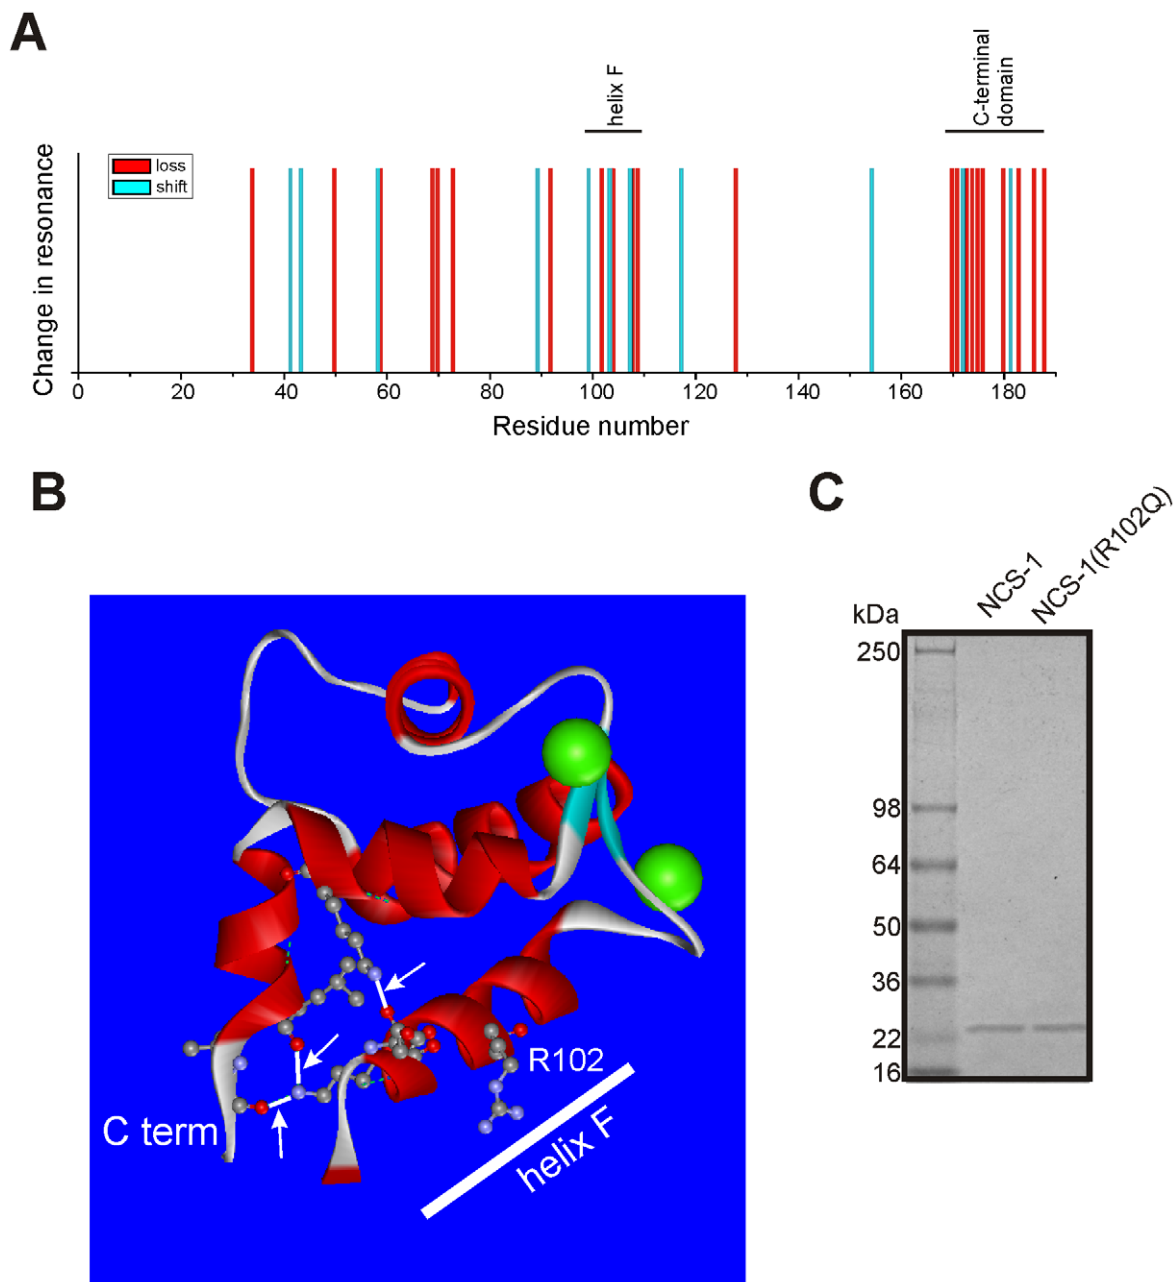 A
helix F
C-terminal
domain
Change in resonance
loss
shift
0 20 40 60 80 100 120 140 160 180
Residue number
B
C term
R102
helix F
C
NCS-1
NCS-1(R102Q)
kDa
250
98
64
50
36
22
16